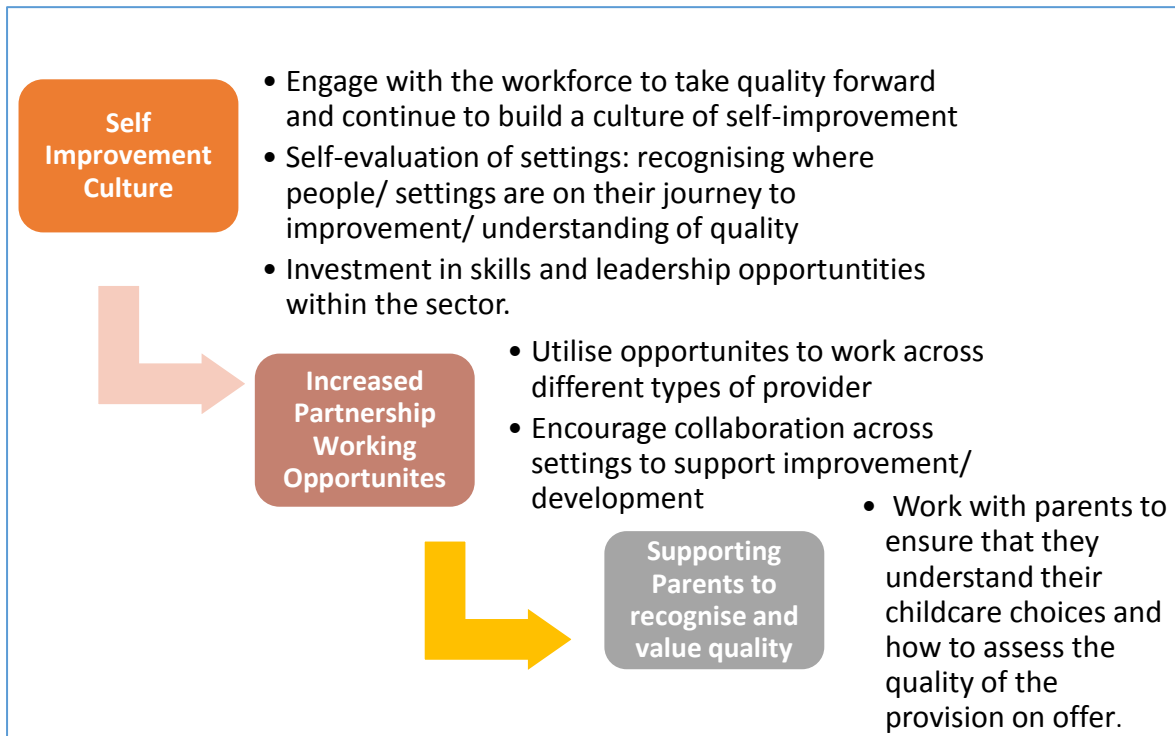 Self
Improvement
Culture
• Engage with the workforce to take quality forward
and continue to build a culture of self-improvement
• Self-evaluation of settings: recognising where
people/ settings are on their journey to
improvement/ understanding of quality
• Investment in skills and leadership opportuntities
within the sector.
Increased
Partnership
Working
Opportunites
• Utilise opportunites to work across
different types of provider
• Encourage collaboration across
settings to support improvement/
development
Supporting
Parents to
recognise and
value quality
• Work with parents to
ensure that they
understand their
childcare choices and
how to assess the
quality of the
provision on offer.